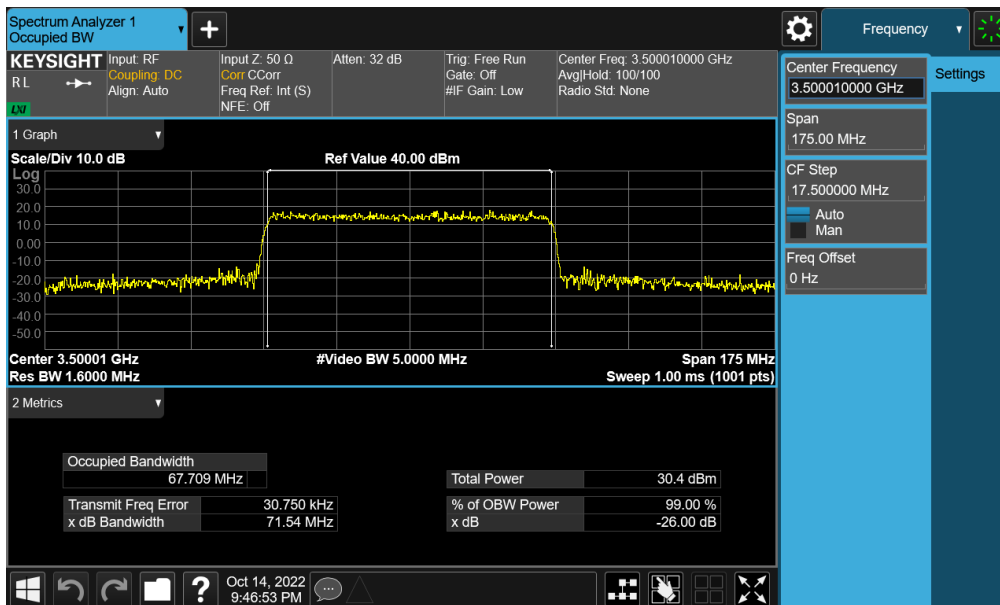 Spectrum Analyzer 1
Occupied BW
+
Frequency
KEYSIGHT
R L
LXI
Input: RF
Coupling: DC
Align: Auto
Input Z: 50 Ω
Corr CCorr
Freq Ref: Int (S)
NFE: Off
Atten: 32 dB
Trig: Free Run
Gate: Off
#IF Gain: Low
Center Freq: 3.500010000 GHz
Avg|Hold: 100/100
Radio Std: None
Center Frequency
3.500010000 GHz
Settings
Span
175.00 MHz
CF Step
17.500000 MHz
Auto
Man
Freq Offset
0 Hz
1 Graph
Scale/Div 10.0 dB
Ref Value 40.00 dBm
Log
30.0
20.0
10.0
0.00
-10.0
-20.0
-30.0
-40.0
-50.0
Center 3.50001 GHz
#Video BW 5.0000 MHz
Span 175 MHz
Res BW 1.6000 MHz
Sweep 1.00 ms (1001 pts)
2 Metrics
Occupied Bandwidth
67.709 MHz
Total Power 30.4 dBm
Transmit Freq Error 30.750 kHz
% of OBW Power 99.00 %
x dB Bandwidth 71.54 MHz
x dB -26.00 dB
?
Oct 14, 2022
9:46:53 PM